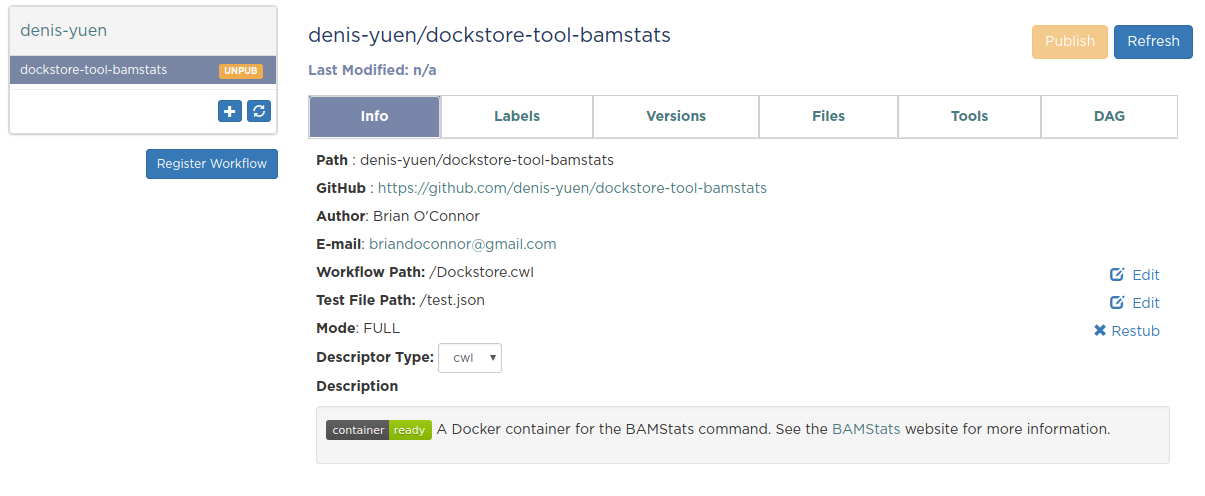 denis-yuen
dockstore-tool-bamstats UNPUB
Register Workflow
denis-yuen/dockstore-tool-bamstats
Publish Refresh
Last Modified: n/a
Info Labels Versions Files Tools DAG
Path : denis-yuen/dockstore-tool-bamstats
GitHub : https://github.com/denis-yuen/dockstore-tool-bamstats
Author: Brian O'Connor
E-mail: briandoconnor@gmail.com
Workflow Path: /Dockstore.cwl Edit
Test File Path: /test.json Edit
Mode: FULL Restub
Descriptor Type: cwl
Description
container ready A Docker container for the BAMStats command. See the BAMStats website for more information.